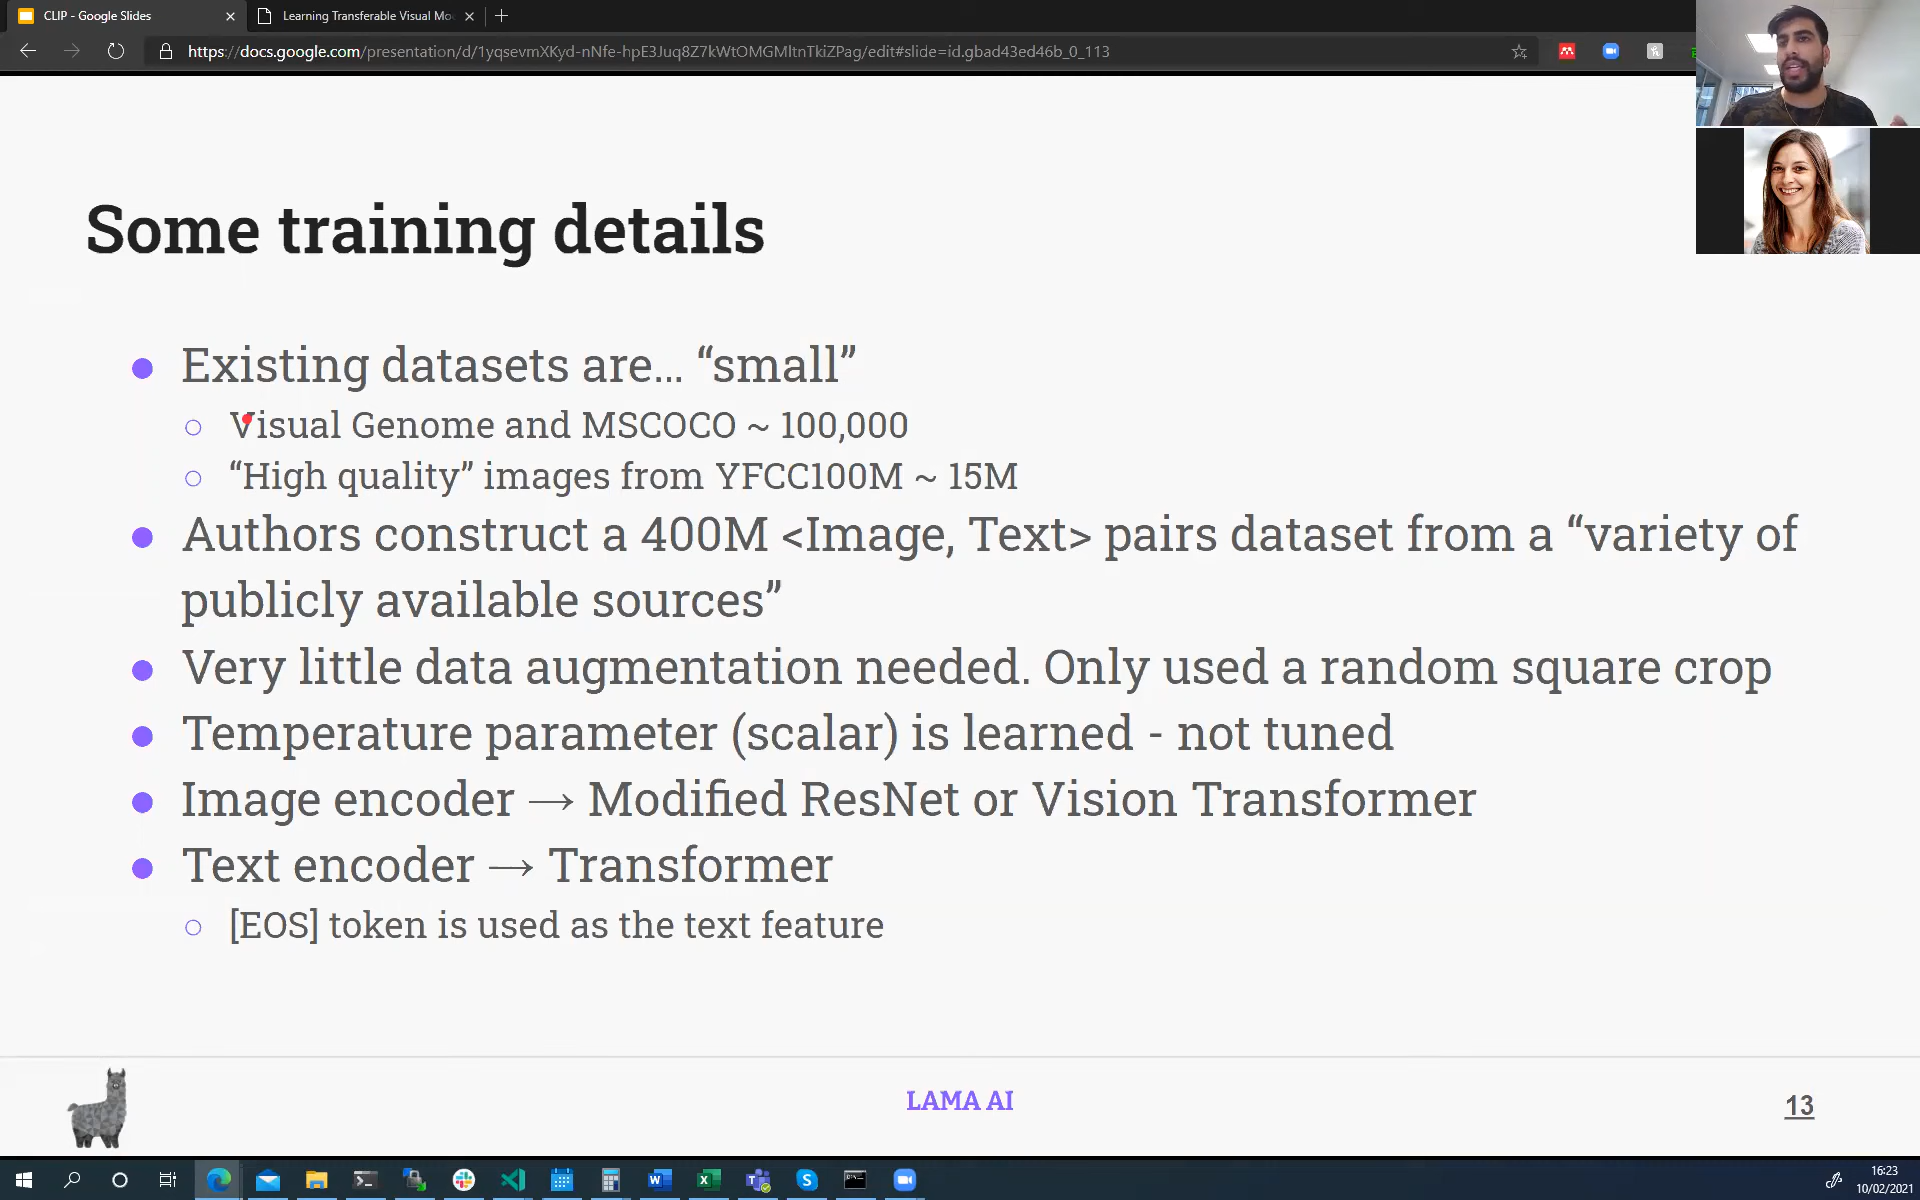 CLIP - Google Slides
Learning Transferable Visual Mo
https://docs.google.com/presentation/d/1yqsevmXKyd-nNfe-hpE3Juq8Z7kWtOMGMltnTkiZPag/edit#slide=id.gbad43ed46b_0_113
Some training details
Existing datasets are... “small”
Visual Genome and MSCOCO ~ 100,000
“High quality” images from YFCC100M ~ 15M
Authors construct a 400M <Image, Text> pairs dataset from a “variety of
publicly available sources”
Very little data augmentation needed. Only used a random square crop
Temperature parameter (scalar) is learned - not tuned
Image encoder → Modified ResNet or Vision Transformer
Text encoder → Transformer
[EOS] token is used as the text feature
LAMA AI
13
16:23
10/02/2021